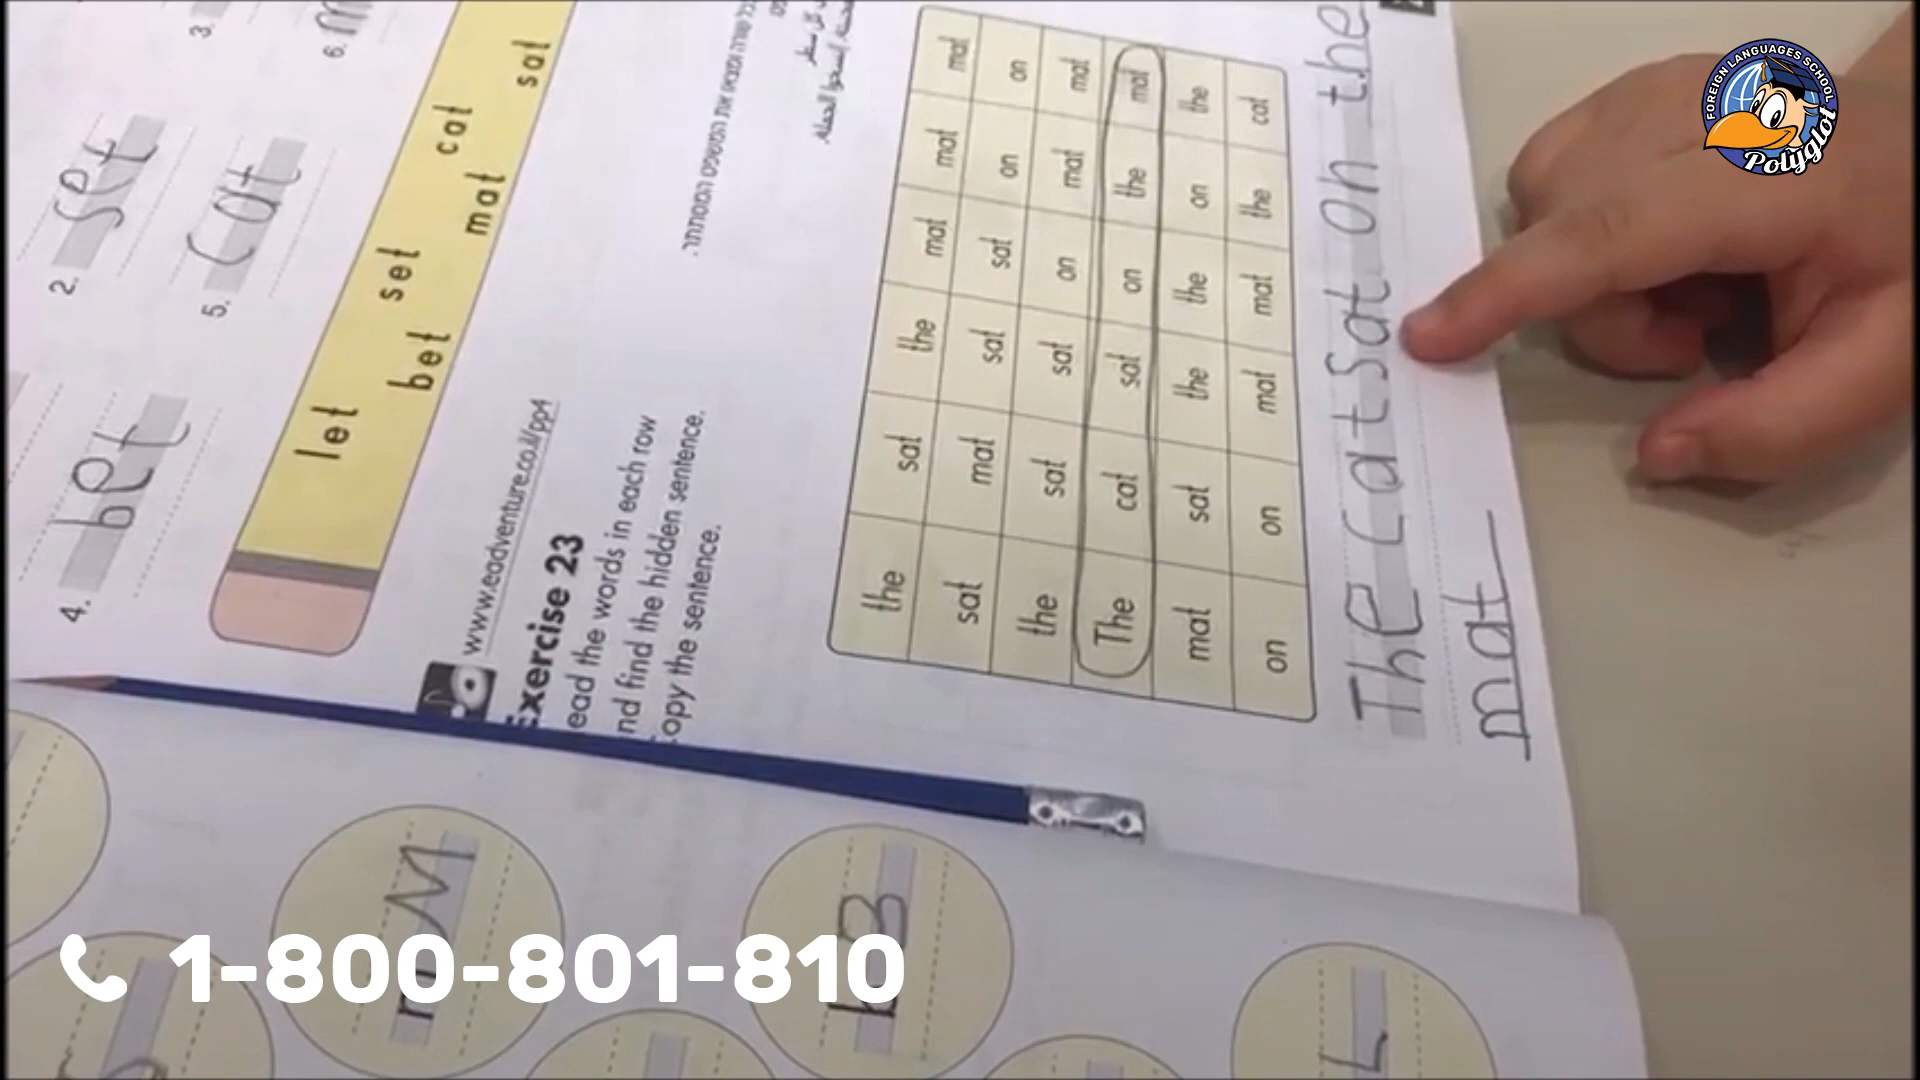 3.
6.
2. set
5. cat
4. bet
let set cat
bet mat sat
www.eadventure.co.il/pp4
Exercise 23
ead the words in each row
nd find the hidden sentence.
opy the sentence.
the sat the mat mat mat
sat mat sat sat on on
the sat sat on mat mat
The cat sat on the mat
mat sat the the on the
on on mat mat the cat
The cat sat on the
mat
M
B
L
1-800-801-810
FOREIGN LANGUAGES SCHOOL
Polyglot